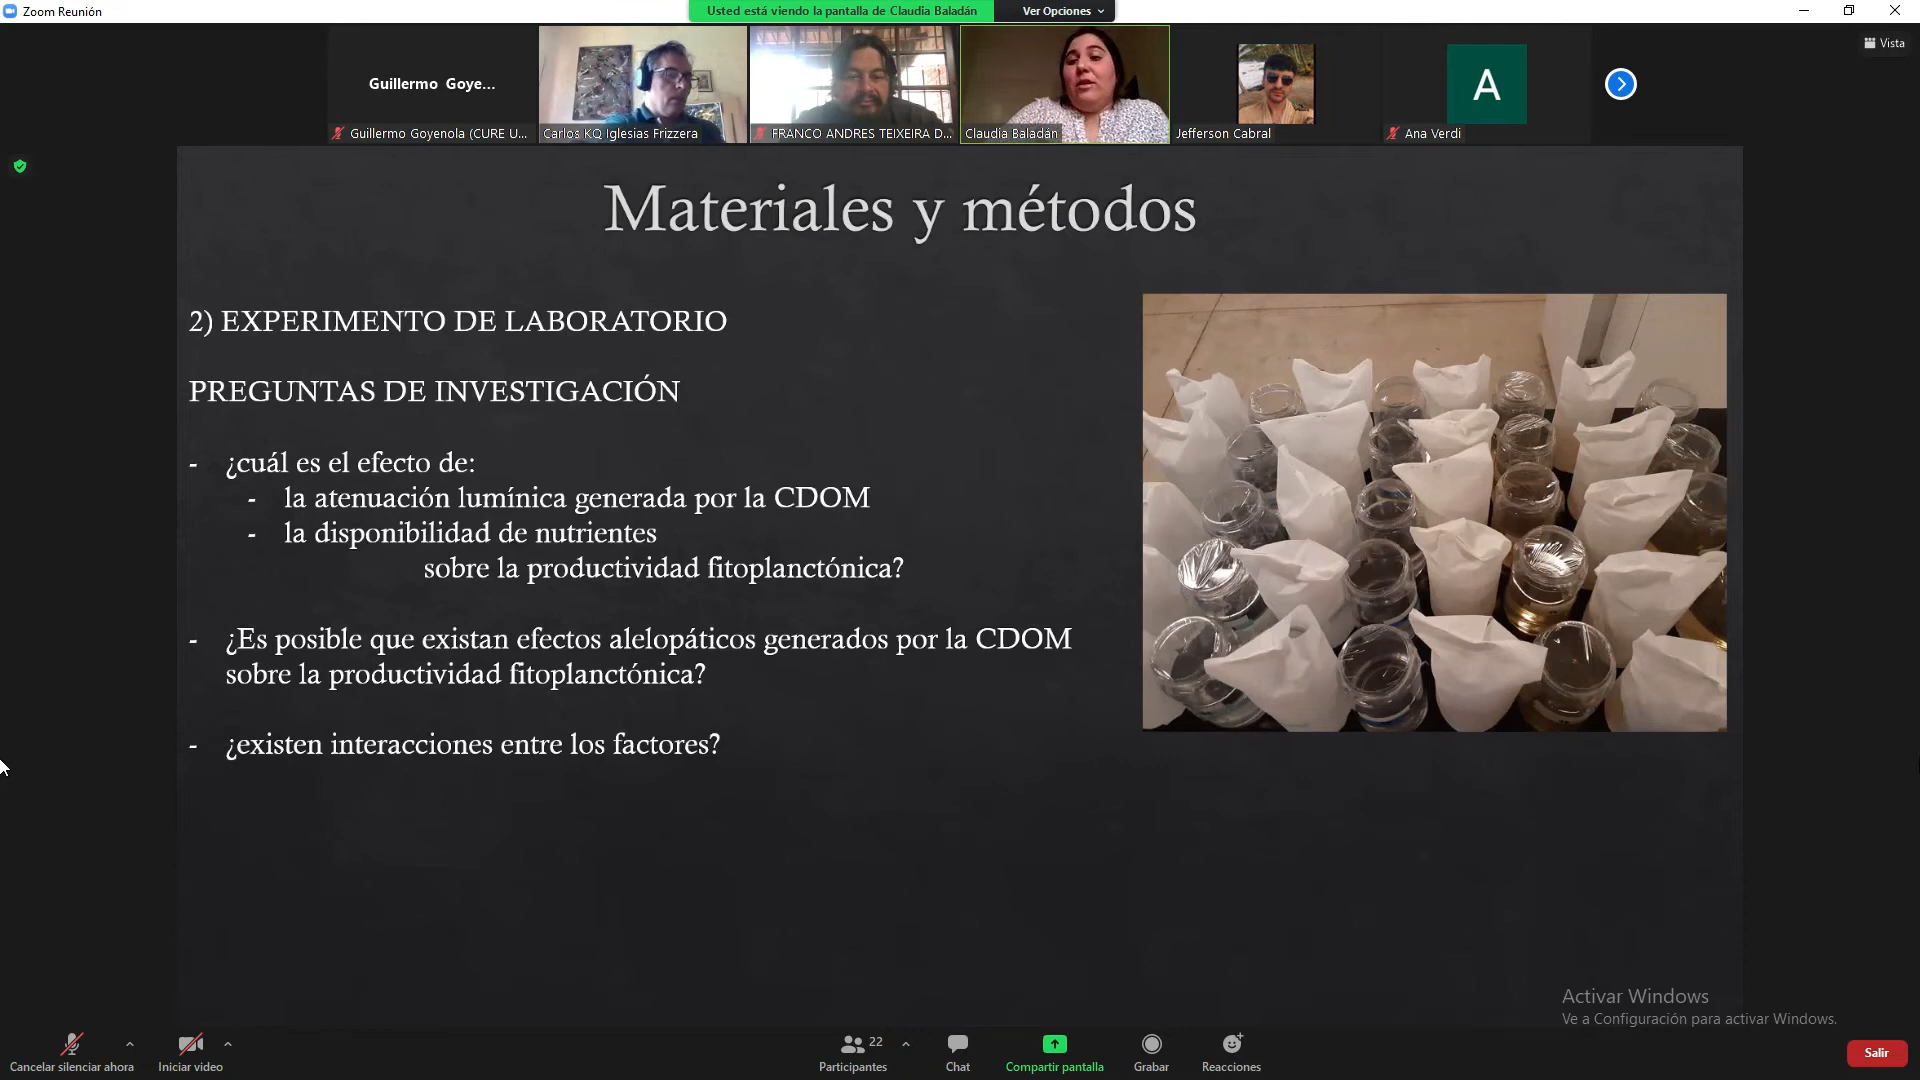 Zoom Reunión
Usted está viendo la pantalla de Claudia Baladán
Ver Opciones
Vista
Guillermo Goye...
Guillermo Goyenola (CURE U...
Carlos KQ Iglesias Frizzera
FRANCO ANDRES TEIXEIRA D...
Claudia Baladán
Jefferson Cabral
A
Ana Verdi
Materiales y métodos
2) EXPERIMENTO DE LABORATORIO
PREGUNTAS DE INVESTIGACIÓN
- ¿cuál es el efecto de:
- la atenuación lumínica generada por la CDOM
- la disponibilidad de nutrientes
sobre la productividad fitoplanctónica?
- ¿Es posible que existan efectos alelopáticos generados por la CDOM
sobre la productividad fitoplanctónica?
- ¿existen interacciones entre los factores?
Activar Windows
Ve a Configuración para activar Windows.
Cancelar silenciar ahora
Iniciar video
22
Participantes
Chat
Compartir pantalla
Grabar
Reacciones
Salir